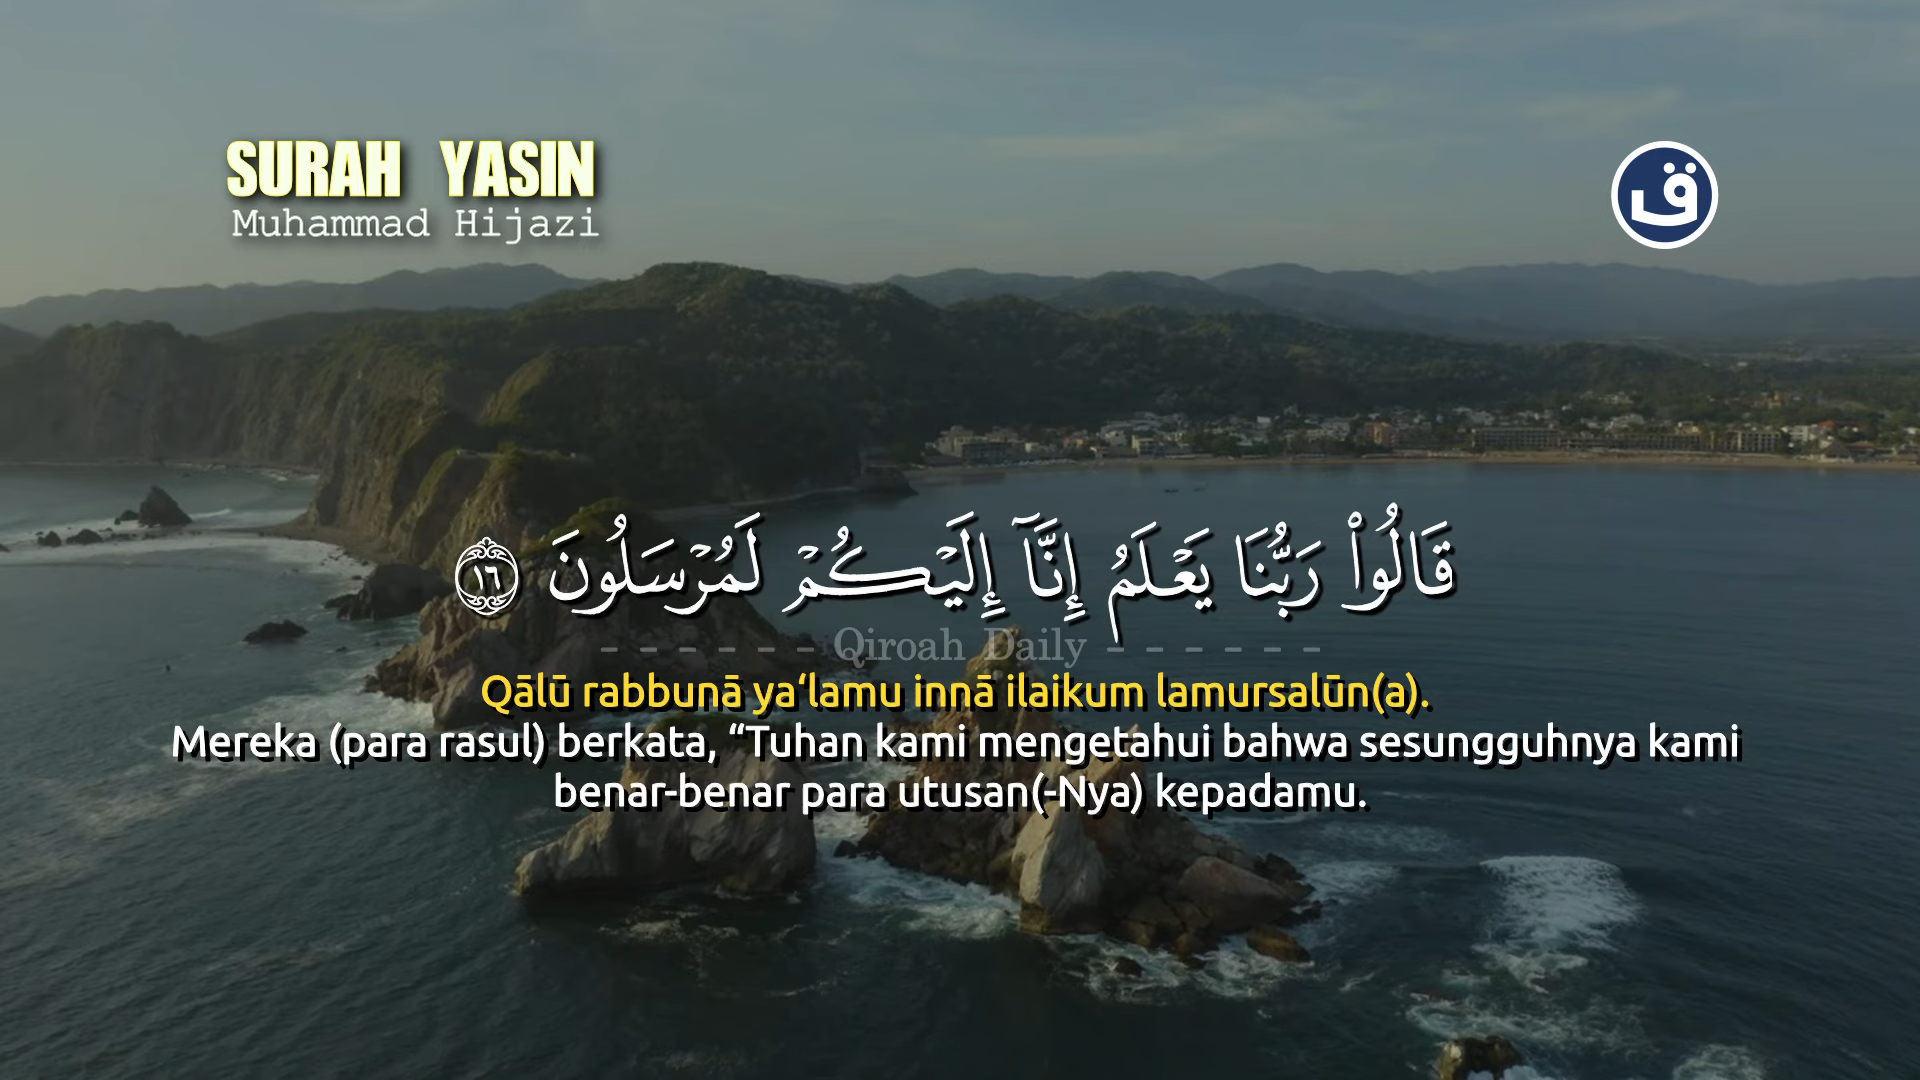 SURAH YASIN
Muhammad Hijazi
ق
قَالُوا۟ رَبُّنَا يَعْلَمُ إِنَّآ إِلَيْكُمْ لَمُرْسَلُونَ ١٦
- - - - - - Qiroah Daily - - - - - -
Qālū rabbunā ya‘lamu innā ilaikum lamursalūn(a).
Mereka (para rasul) berkata, “Tuhan kami mengetahui bahwa sesungguhnya kami
benar-benar para utusan(-Nya) kepadamu.